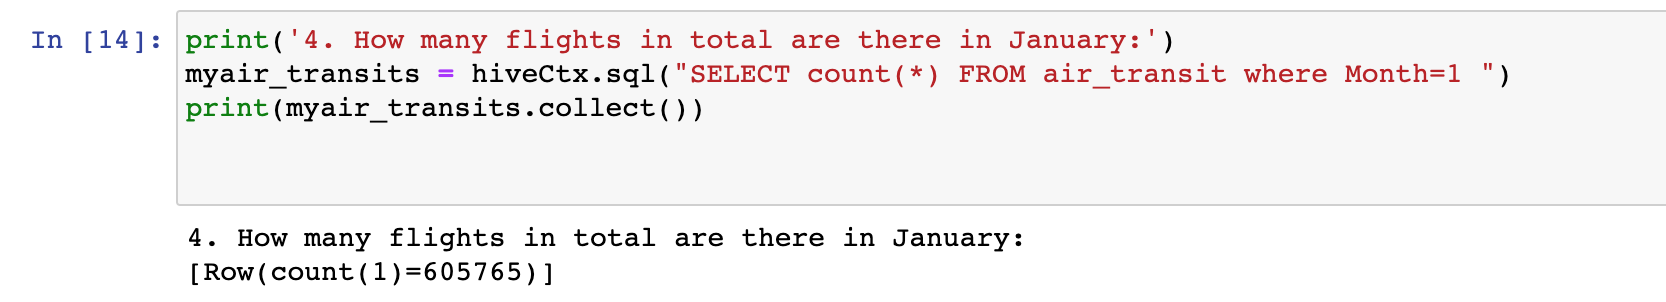 In [14]: print('4. How many flights in total are there in January:')
myair_transits = hiveCtx.sql("SELECT count(*) FROM air_transit where Month=1 ")
print(myair_transits.collect())
4. How many flights in total are there in January:
[Row(count(1)=605765)]